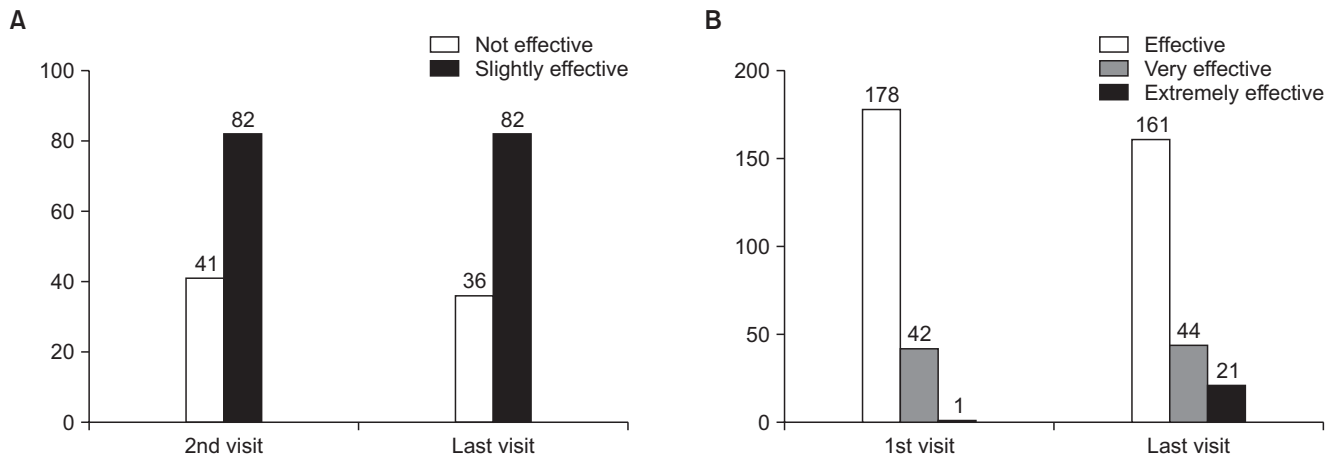 A
Not effective
Slightly effective
100
80
60
40
20
0
41
82
36
82
2nd visit
Last visit
B
Effective
Very effective
Extremely effective
200
150
100
50
0
178
42
1
161
44
21
1st visit
Last visit